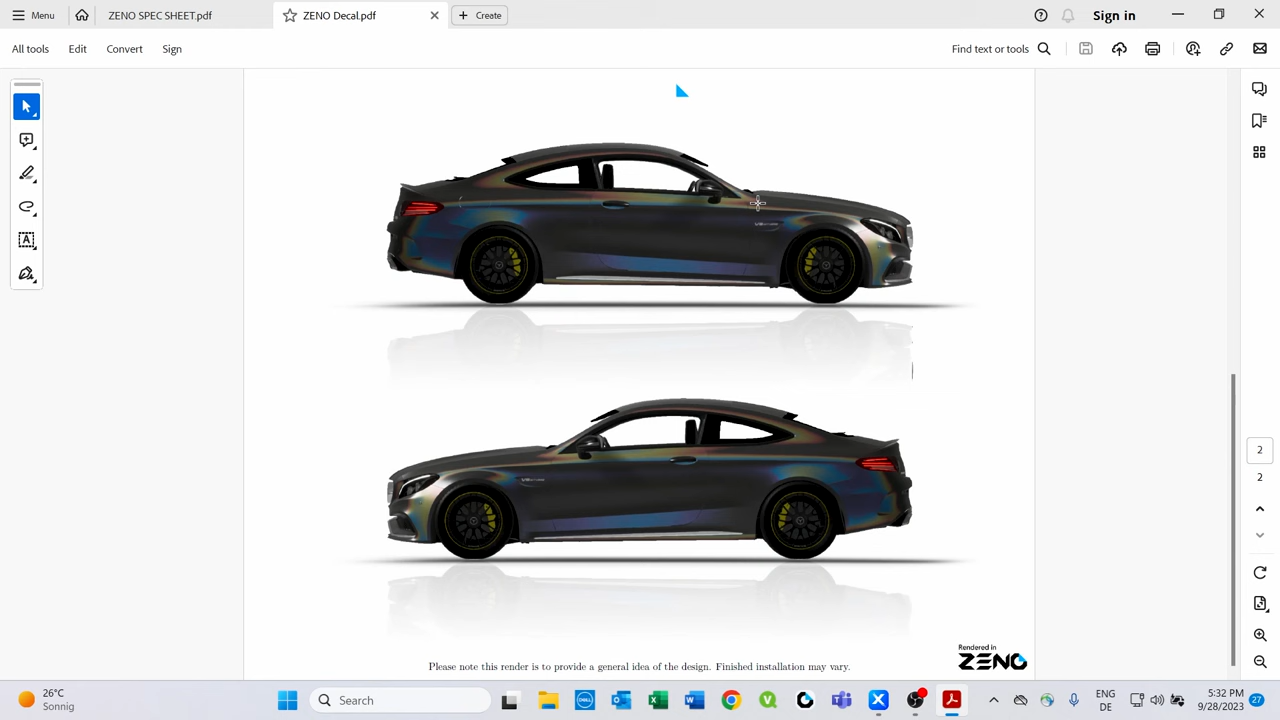 Menu
ZENO SPEC SHEET.pdf
ZENO Decal.pdf
Create
Sign in
All tools
Edit
Convert
Sign
Find text or tools
2
2
Please note this render is to provide a general idea of the design. Finished installation may vary.
Rendered in
ZENO
26°C
Sonnig
Search
ENG
DE
5:32 PM
9/28/2023
27